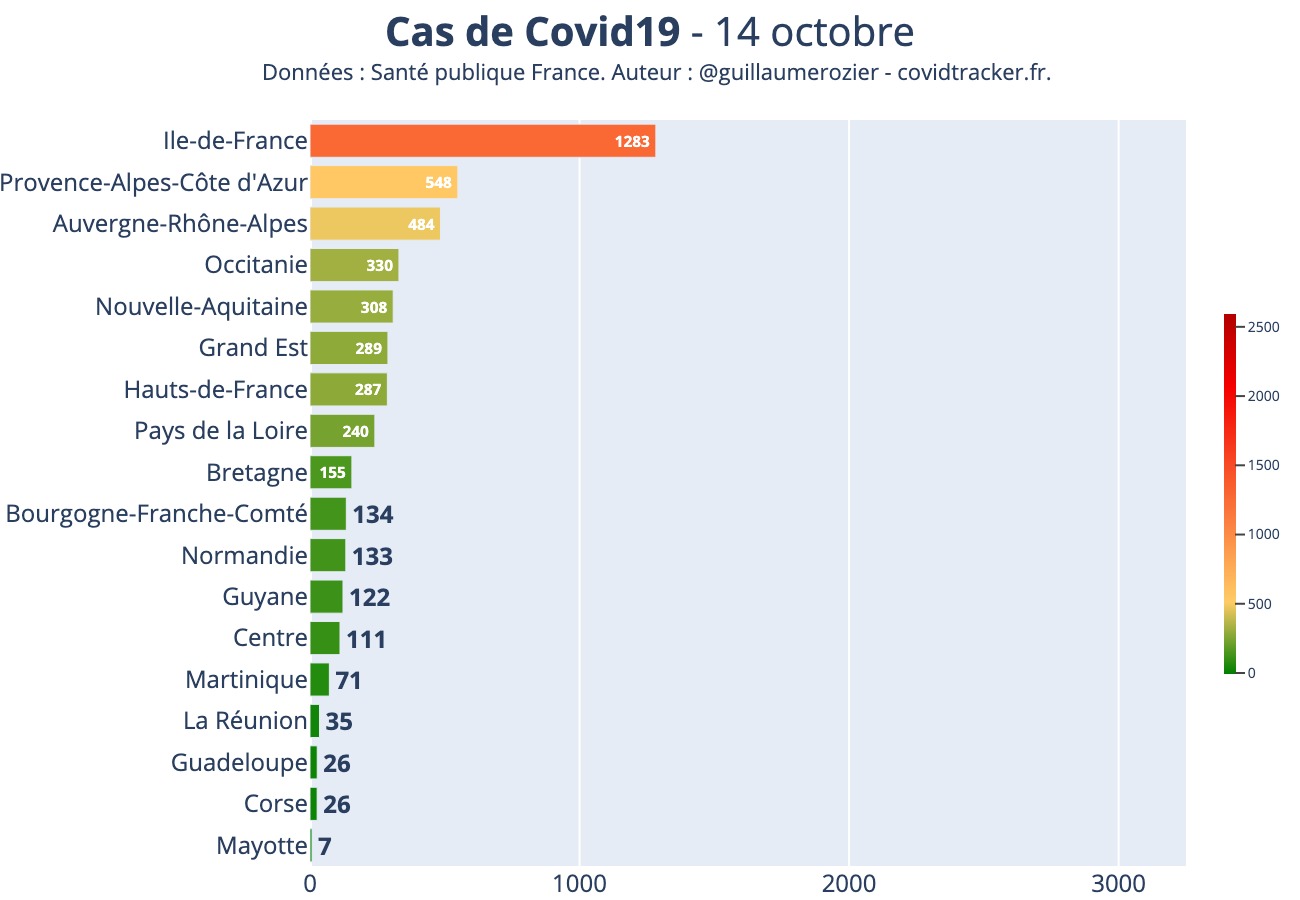 Cas de Covid19 - 14 octobre
Données : Santé publique France. Auteur : @guillaumerozier - covidtracker.fr.
Ile-de-France 1283
Provence-Alpes-Côte d'Azur 548
Auvergne-Rhône-Alpes 484
Occitanie 330
Nouvelle-Aquitaine 308
Grand Est 289
Hauts-de-France 287
Pays de la Loire 240
Bretagne 155
Bourgogne-Franche-Comté 134
Normandie 133
Guyane 122
Centre 111
Martinique 71
La Réunion 35
Guadeloupe 26
Corse 26
Mayotte 7
0 1000 2000 3000
2500
2000
1500
1000
500
0